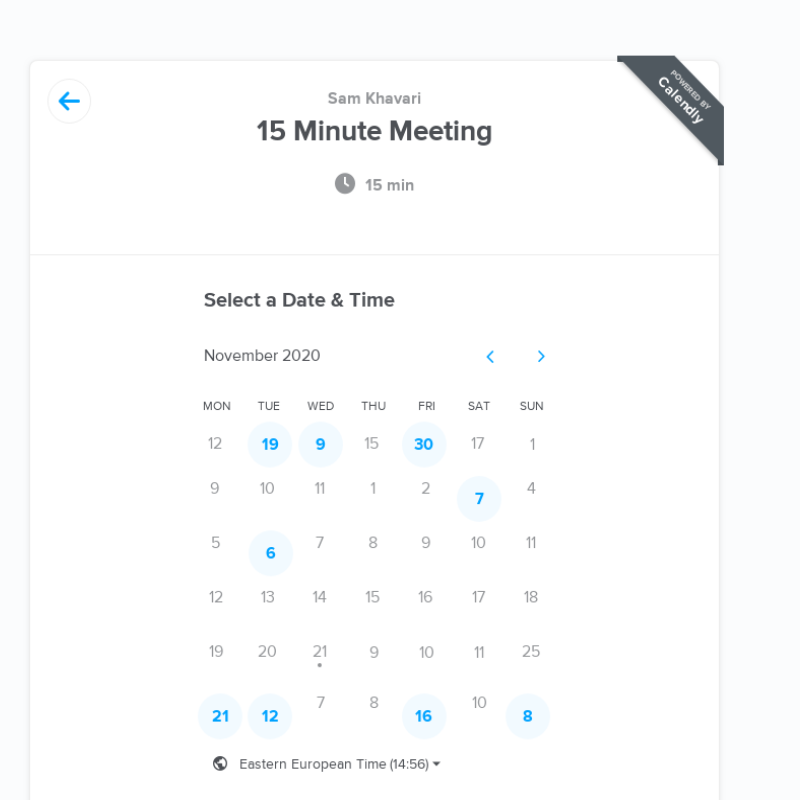 POWERED BY
Calendly
Sam Khavari
15 Minute Meeting
15 min
Select a Date & Time
November 2020
MON TUE WED THU FRI SAT SUN
12 19 9 15 30 17 1
9 10 11 1 2 7 4
5 6 7 8 9 10 11
12 13 14 15 16 17 18
19 20 21 9 10 11 25
21 12 7 8 16 10 8
Eastern European Time (14:56)